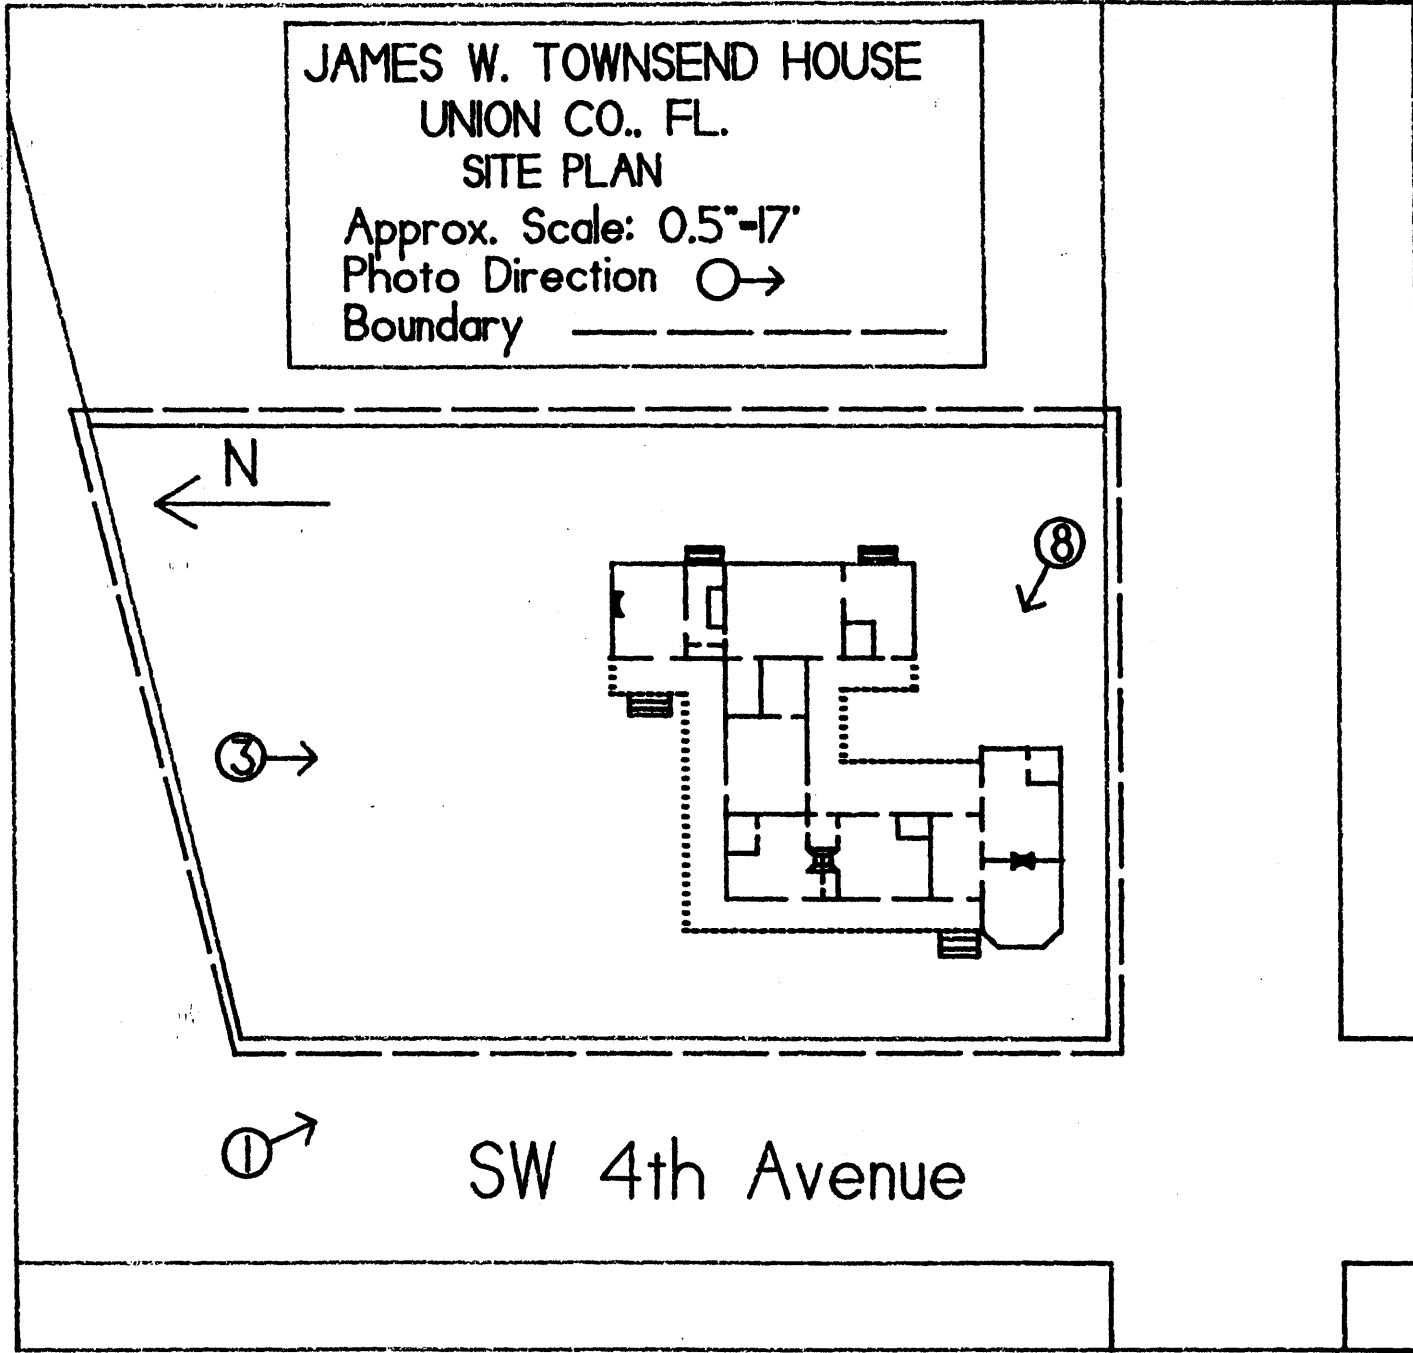 JAMES W. TOWNSEND HOUSE
UNION CO., FL.
SITE PLAN
Approx. Scale: 0.5"=17'
Photo Direction
Boundary
N
8
3
1
SW 4th Avenue